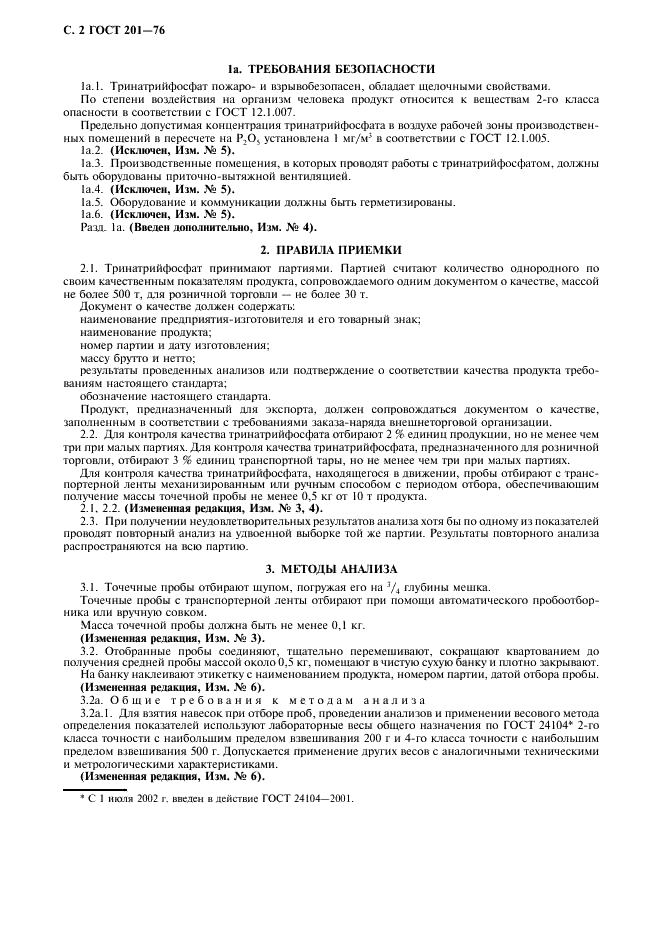 С. 2 ГОСТ 201—76
1а. ТРЕБОВАНИЯ БЕЗОПАСНОСТИ
1а.1. Тринатрийфосфат пожаро- и взрывобезопасен, обладает щелочными свойствами.
По степени воздействия на организм человека продукт относится к веществам 2-го класса
опасности в соответствии с ГОСТ 12.1.007.
Предельно допустимая концентрация тринатрийфосфата в воздухе рабочей зоны производствен-
ных помещений в пересчете на P₂O₅ установлена 1 мг/м³ в соответствии с ГОСТ 12.1.005.
1а.2. (Исключен, Изм. № 5).
1а.3. Производственные помещения, в которых проводят работы с тринатрийфосфатом, должны
быть оборудованы приточно-вытяжной вентиляцией.
1а.4. (Исключен, Изм. № 5).
1а.5. Оборудование и коммуникации должны быть герметизированы.
1а.6. (Исключен, Изм. № 5).
Разд. 1а. (Введен дополнительно, Изм. № 4).
2. ПРАВИЛА ПРИЕМКИ
2.1. Тринатрийфосфат принимают партиями. Партией считают количество однородного по
своим качественным показателям продукта, сопровождаемого одним документом о качестве, массой
не более 500 т, для розничной торговли — не более 30 т.
Документ о качестве должен содержать:
наименование предприятия-изготовителя и его товарный знак;
наименование продукта;
номер партии и дату изготовления;
массу брутто и нетто;
результаты проведенных анализов или подтверждение о соответствии качества продукта требо-
ваниям настоящего стандарта;
обозначение настоящего стандарта.
Продукт, предназначенный для экспорта, должен сопровождаться документом о качестве,
заполненным в соответствии с требованиями заказа-наряда внешнеторговой организации.
2.2. Для контроля качества тринатрийфосфата отбирают 2 % единиц продукции, но не менее чем
три при малых партиях. Для контроля качества тринатрийфосфата, предназначенного для розничной
торговли, отбирают 3 % единиц транспортной тары, но не менее чем три при малых партиях.
Для контроля качества тринатрийфосфата, находящегося в движении, пробы отбирают с транс-
портерной ленты механизированным или ручным способом с периодом отбора, обеспечивающим
получение массы точечной пробы не менее 0,5 кг от 10 т продукта.
2.1, 2.2. (Измененная редакция, Изм. № 3, 4).
2.3. При получении неудовлетворительных результатов анализа хотя бы по одному из показателей
проводят повторный анализ на удвоенной выборке той же партии. Результаты повторного анализа
распространяются на всю партию.
3. МЕТОДЫ АНАЛИЗА
3.1. Точечные пробы отбирают щупом, погружая его на ³/₄ глубины мешка.
Точечные пробы с транспортерной ленты отбирают при помощи автоматического пробоотбор-
ника или вручную совком.
Масса точечной пробы должна быть не менее 0,1 кг.
(Измененная редакция, Изм. № 3).
3.2. Отобранные пробы соединяют, тщательно перемешивают, сокращают квартованием до
получения средней пробы массой около 0,5 кг, помещают в чистую сухую банку и плотно закрывают.
На банку наклеивают этикетку с наименованием продукта, номером партии, датой отбора пробы.
(Измененная редакция, Изм. № 6).
3.2а. Общие требования к методам анализа
3.2а.1. Для взятия навесок при отборе проб, проведении анализов и применении весового метода
определения показателей используют лабораторные весы общего назначения по ГОСТ 24104* 2-го
класса точности с наибольшим пределом взвешивания 200 г и 4-го класса точности с наибольшим
пределом взвешивания 500 г. Допускается применение других весов с аналогичными техническими
и метрологическими характеристиками.
(Измененная редакция, Изм. № 6).
* С 1 июля 2002 г. введен в действие ГОСТ 24104—2001.